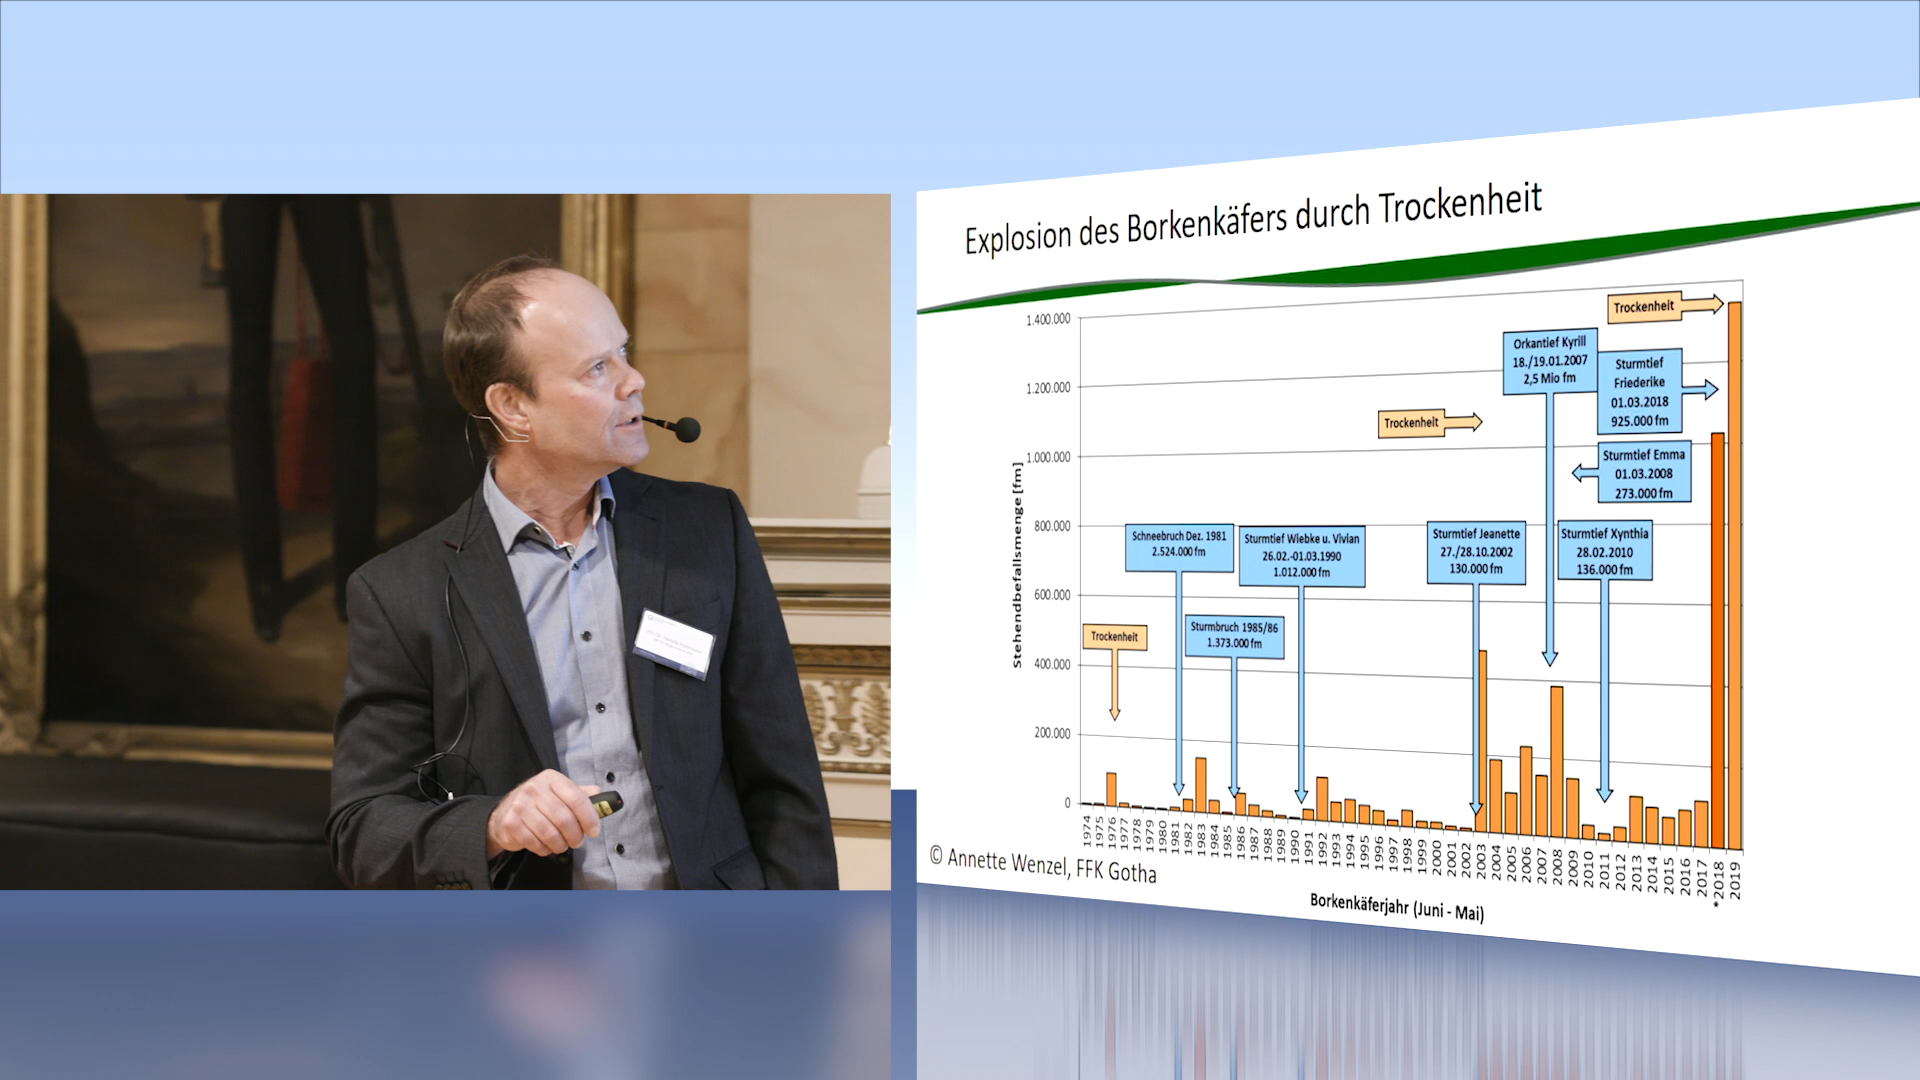 Explosion des Borkenkäfers durch Trockenheit
Stehendbefallsmenge [fm]
1.400.000
1.200.000
1.000.000
800.000
600.000
400.000
200.000
0
Trockenheit
Schneebruch Dez. 1981
2.524.000 fm
Sturmbruch 1985/86
1.373.000 fm
Sturmtief Wiebke u. Vivian
26.02.-01.03.1990
1.012.000 fm
Trockenheit
Sturmtief Jeanette
27./28.10.2002
130.000 fm
Orkantief Kyrill
18./19.01.2007
2,5 Mio fm
Sturmtief Xynthia
28.02.2010
136.000 fm
Trockenheit
Sturmtief
Friederike
01.03.2018
925.000 fm
Sturmtief Emma
01.03.2008
273.000 fm
1974
1975
1976
1977
1978
1979
1980
1981
1982
1983
1984
1985
1986
1987
1988
1989
1990
1991
1992
1993
1994
1995
1996
1997
1998
1999
2000
2001
2002
2003
2004
2005
2006
2007
2008
2009
2010
2011
2012
2013
2014
2015
2016
2017
*2018
2019
Borkenkäferjahr (Juni - Mai)
© Annette Wenzel, FFK Gotha